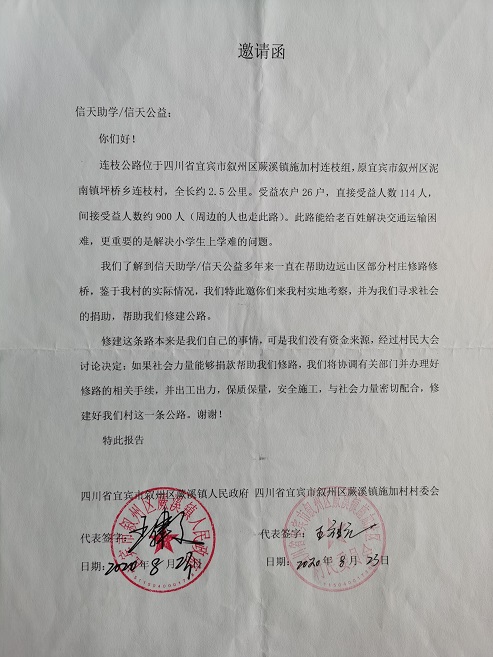 邀请函
信天助学/信天公益：
你们好！
连枝公路位于四川省宜宾市叙州区蕨溪镇施加村连枝组，原宜宾市叙州区泥
南镇坪桥乡连枝村，全长约2.5公里。受益农户26户，直接受益人数114人，
间接受益人数约900人（周边的人也走此路）。此路能给老百姓解决交通运输困
难，更重要的是解决小学生上学难的问题。
我们了解到信天助学/信天公益多年来一直在帮助边远山区部分村庄修路修
桥，鉴于我村的实际情况，我们特此邀你们来我村实地考察，并为我们寻求社会
的捐助，帮助我们修建公路。
修建这条路本来是我们自己的事情，可是我们没有资金来源，经过村民大会
讨论决定；如果社会力量能够捐款帮助我们修路，我们将协调有关部门并办理好
修路的相关手续，并出工出力，保质保量，安全施工，与社会力量密切配合，修
建好我们村这一条公路。谢谢！
特此报告
四川省宜宾市叙州区蕨溪镇人民政府 四川省宜宾市叙州区蕨溪镇施加村村委会
代表签字： 代表签字：
日期：2020年8月2日 日期：2020年8月25日
宜宾市叙州区蕨溪镇人民政府